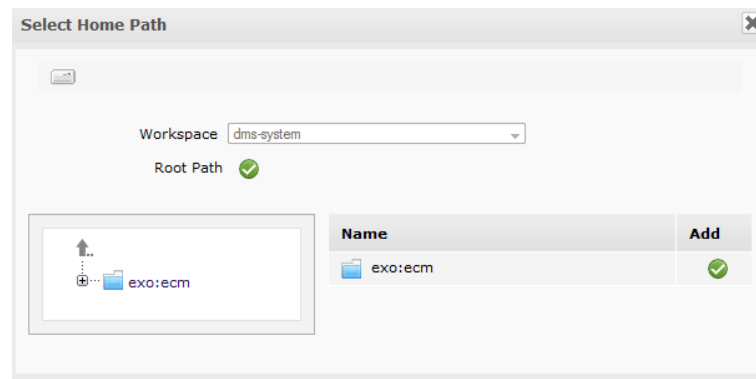 Select Home Path
Workspace dms-system
Root Path
Name Add
..
exo:ecm
exo:ecm